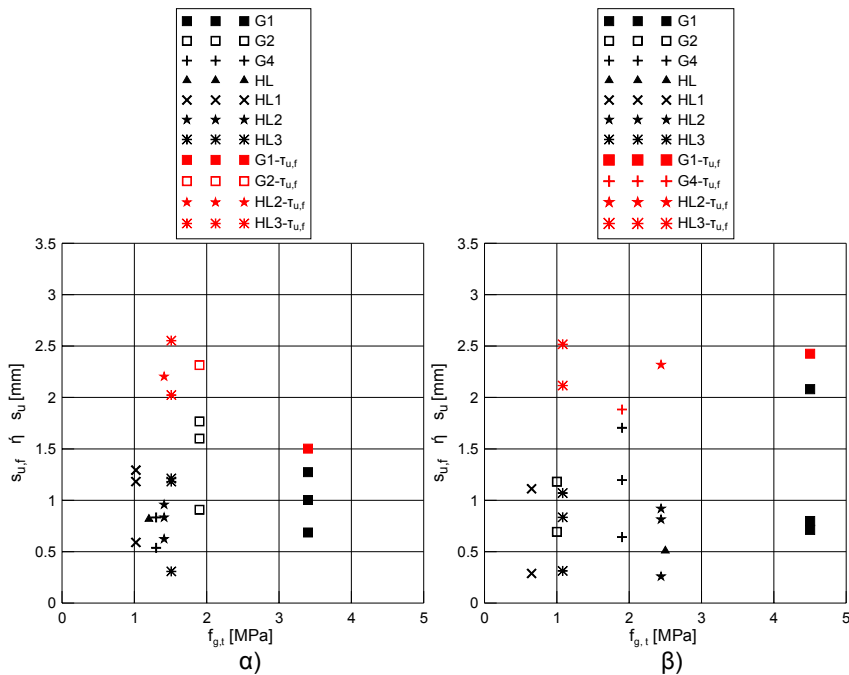 G1
G2
G4
HL
HL1
HL2
HL3
G1-τu,f
G2-τu,f
HL2-τu,f
HL3-τu,f
3.5
3
2.5
2
1.5
1
0.5
0
su,f ή su [mm]
0 1 2 3 4 5
fg,t [MPa]
α)
G1
G2
G4
HL
HL1
HL2
HL3
G1-τu,f
G4-τu,f
HL2-τu,f
HL3-τu,f
3.5
3
2.5
2
1.5
1
0.5
0
su,f ή su [mm]
0 1 2 3 4 5
fg, t [MPa]
β)